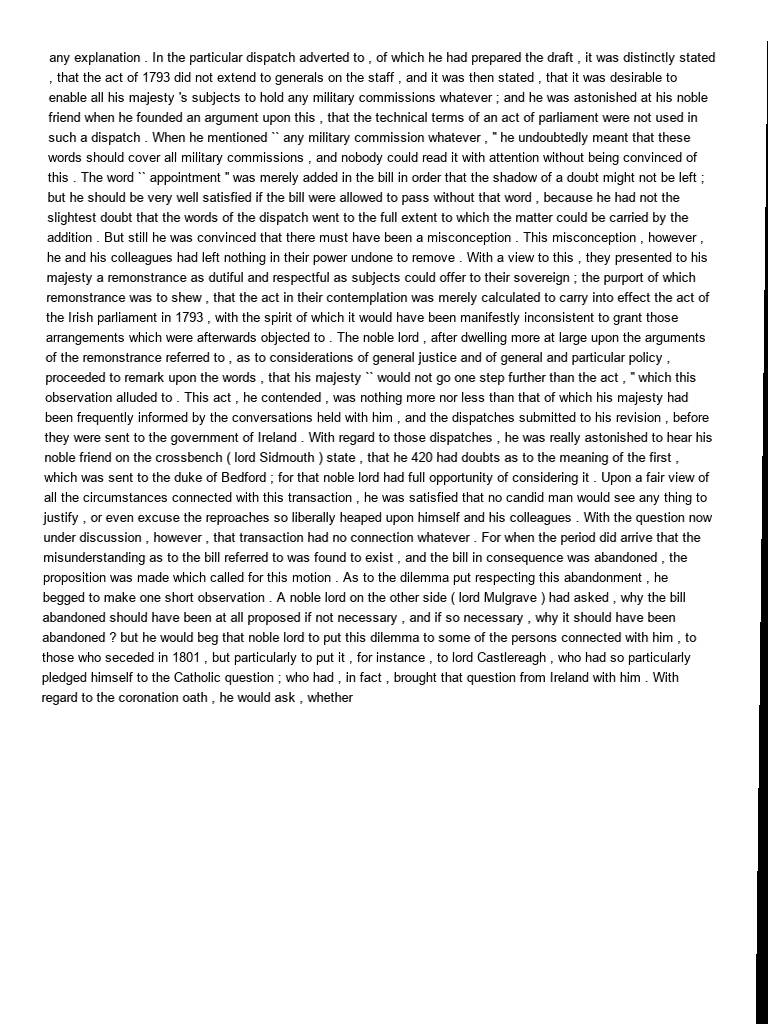 any explanation . In the particular dispatch adverted to , of which he had prepared the draft , it was distinctly stated
, that the act of 1793 did not extend to generals on the staff , and it was then stated , that it was desirable to
enable all his majesty 's subjects to hold any military commissions whatever ; and he was astonished at his noble
friend when he founded an argument upon this , that the technical terms of an act of parliament were not used in
such a dispatch . When he mentioned `` any military commission whatever , " he undoubtedly meant that these
words should cover all military commissions , and nobody could read it with attention without being convinced of
this . The word `` appointment " was merely added in the bill in order that the shadow of a doubt might not be left ;
but he should be very well satisfied if the bill were allowed to pass without that word , because he had not the
slightest doubt that the words of the dispatch went to the full extent to which the matter could be carried by the
addition . But still he was convinced that there must have been a misconception . This misconception , however ,
he and his colleagues had left nothing in their power undone to remove . With a view to this , they presented to his
majesty a remonstrance as dutiful and respectful as subjects could offer to their sovereign ; the purport of which
remonstrance was to shew , that the act in their contemplation was merely calculated to carry into effect the act of
the Irish parliament in 1793 , with the spirit of which it would have been manifestly inconsistent to grant those
arrangements which were afterwards objected to . The noble lord , after dwelling more at large upon the arguments
of the remonstrance referred to , as to considerations of general justice and of general and particular policy ,
proceeded to remark upon the words , that his majesty `` would not go one step further than the act , " which this
observation alluded to . This act , he contended , was nothing more nor less than that of which his majesty had
been frequently informed by the conversations held with him , and the dispatches submitted to his revision , before
they were sent to the government of Ireland . With regard to those dispatches , he was really astonished to hear his
noble friend on the crossbench ( lord Sidmouth ) state , that he 420 had doubts as to the meaning of the first ,
which was sent to the duke of Bedford ; for that noble lord had full opportunity of considering it . Upon a fair view of
all the circumstances connected with this transaction , he was satisfied that no candid man would see any thing to
justify , or even excuse the reproaches so liberally heaped upon himself and his colleagues . With the question now
under discussion , however , that transaction had no connection whatever . For when the period did arrive that the
misunderstanding as to the bill referred to was found to exist , and the bill in consequence was abandoned , the
proposition was made which called for this motion . As to the dilemma put respecting this abandonment , he
begged to make one short observation . A noble lord on the other side ( lord Mulgrave ) had asked , why the bill
abandoned should have been at all proposed if not necessary , and if so necessary , why it should have been
abandoned ? but he would beg that noble lord to put this dilemma to some of the persons connected with him , to
those who seceded in 1801 , but particularly to put it , for instance , to lord Castlereagh , who had so particularly
pledged himself to the Catholic question ; who had , in fact , brought that question from Ireland with him . With
regard to the coronation oath , he would ask , whether